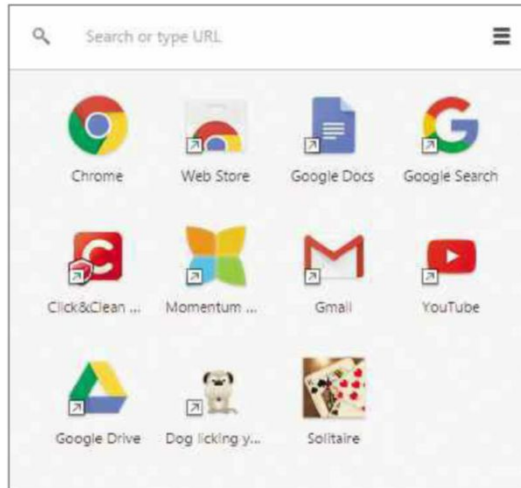 Search or type URL
Chrome Web Store Google Docs Google Search
Click&Clean ... Momentum ... Gmail YouTube
Google Drive Dog licking y... Solitaire